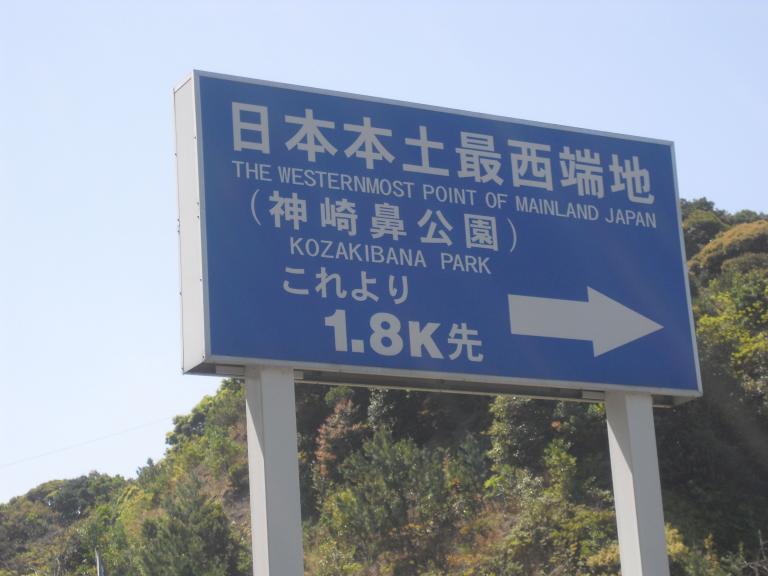 日本本土最西端地
THE WESTERNMOST POINT OF MAINLAND JAPAN
(神崎鼻公園)
KOZAKIBANA PARK
これより
1.8K先